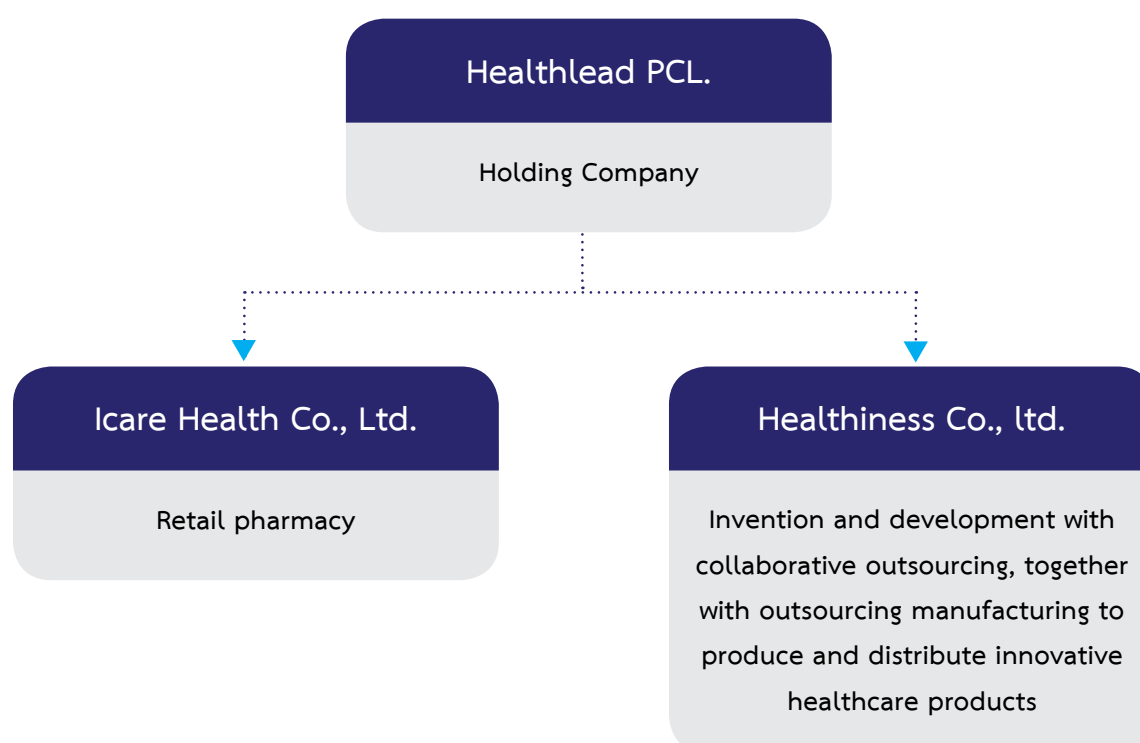 Healthlead PCL.
Holding Company
Icare Health Co., Ltd.
Retail pharmacy
Healthiness Co., ltd.
Invention and development with
collaborative outsourcing, together
with outsourcing manufacturing to
produce and distribute innovative
healthcare products